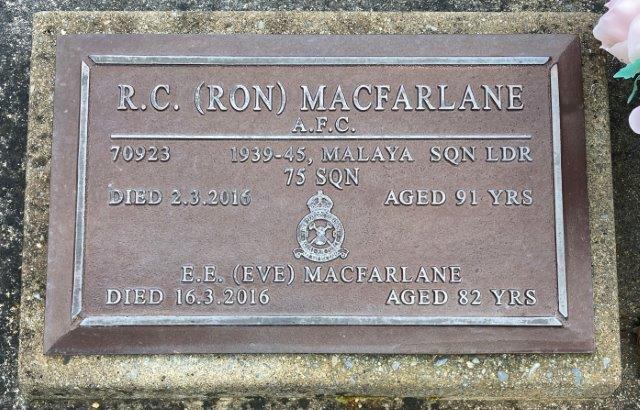 R.C. (RON) MACFARLANE
A.F.C.
70923 1939-45, MALAYA SQN LDR
75 SQN
DIED 2.3.2016 AGED 91 YRS
E.E. (EVE) MACFARLANE
DIED 16.3.2016 AGED 82 YRS